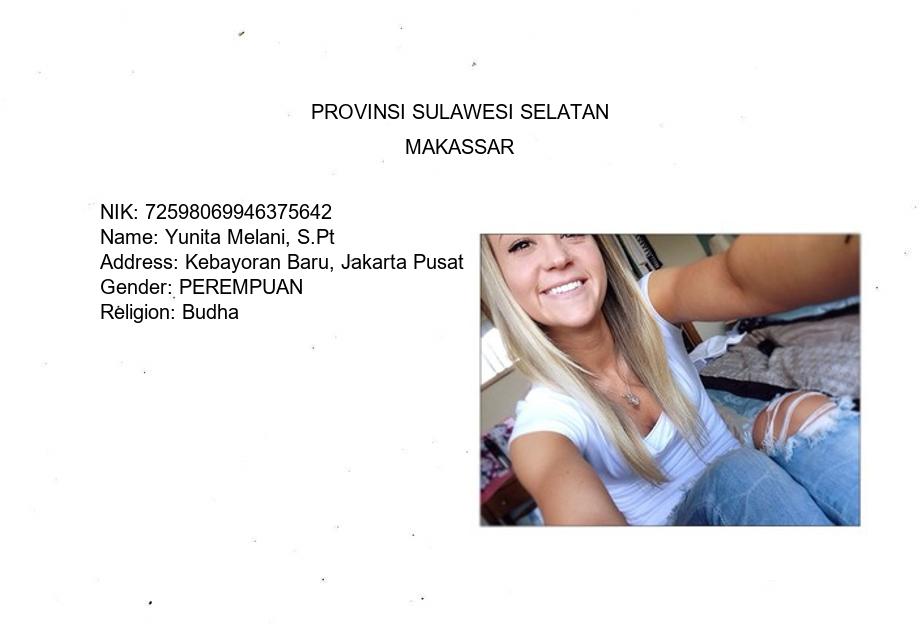 PROVINSI SULAWESI SELATAN
MAKASSAR
NIK: 72598069946375642
Name: Yunita Melani, S.Pt
Address: Kebayoran Baru, Jakarta Pusat
Gender: PEREMPUAN
Religion: Budha